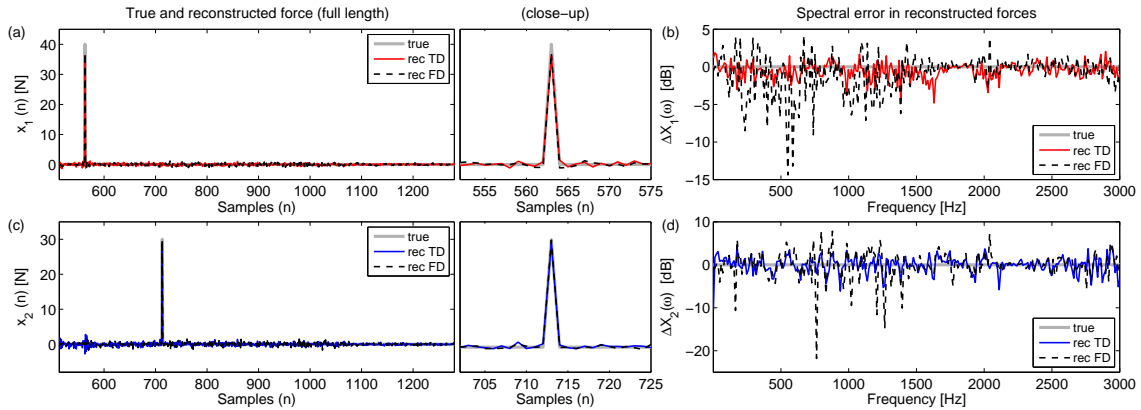 True and reconstructed force (full length)
(close−up)
Spectral error in reconstructed forces
(a)
x1 (n) [N]
40
30
20
10
0
true
rec TD
rec FD
600 700 800 900 1000 1100 1200
Samples (n)
555 560 565 570 575
Samples (n)
(b)
ΔX1(ω) [dB]
5
0
−5
−10
−15
true
rec TD
rec FD
500 1000 1500 2000 2500 3000
Frequency [Hz]
(c)
x2 (n) [N]
30
20
10
0
true
rec TD
rec FD
600 700 800 900 1000 1100 1200
Samples (n)
705 710 715 720 725
Samples (n)
(d)
ΔX2(ω) [dB]
10
0
−10
−20
true
rec TD
rec FD
500 1000 1500 2000 2500 3000
Frequency [Hz]